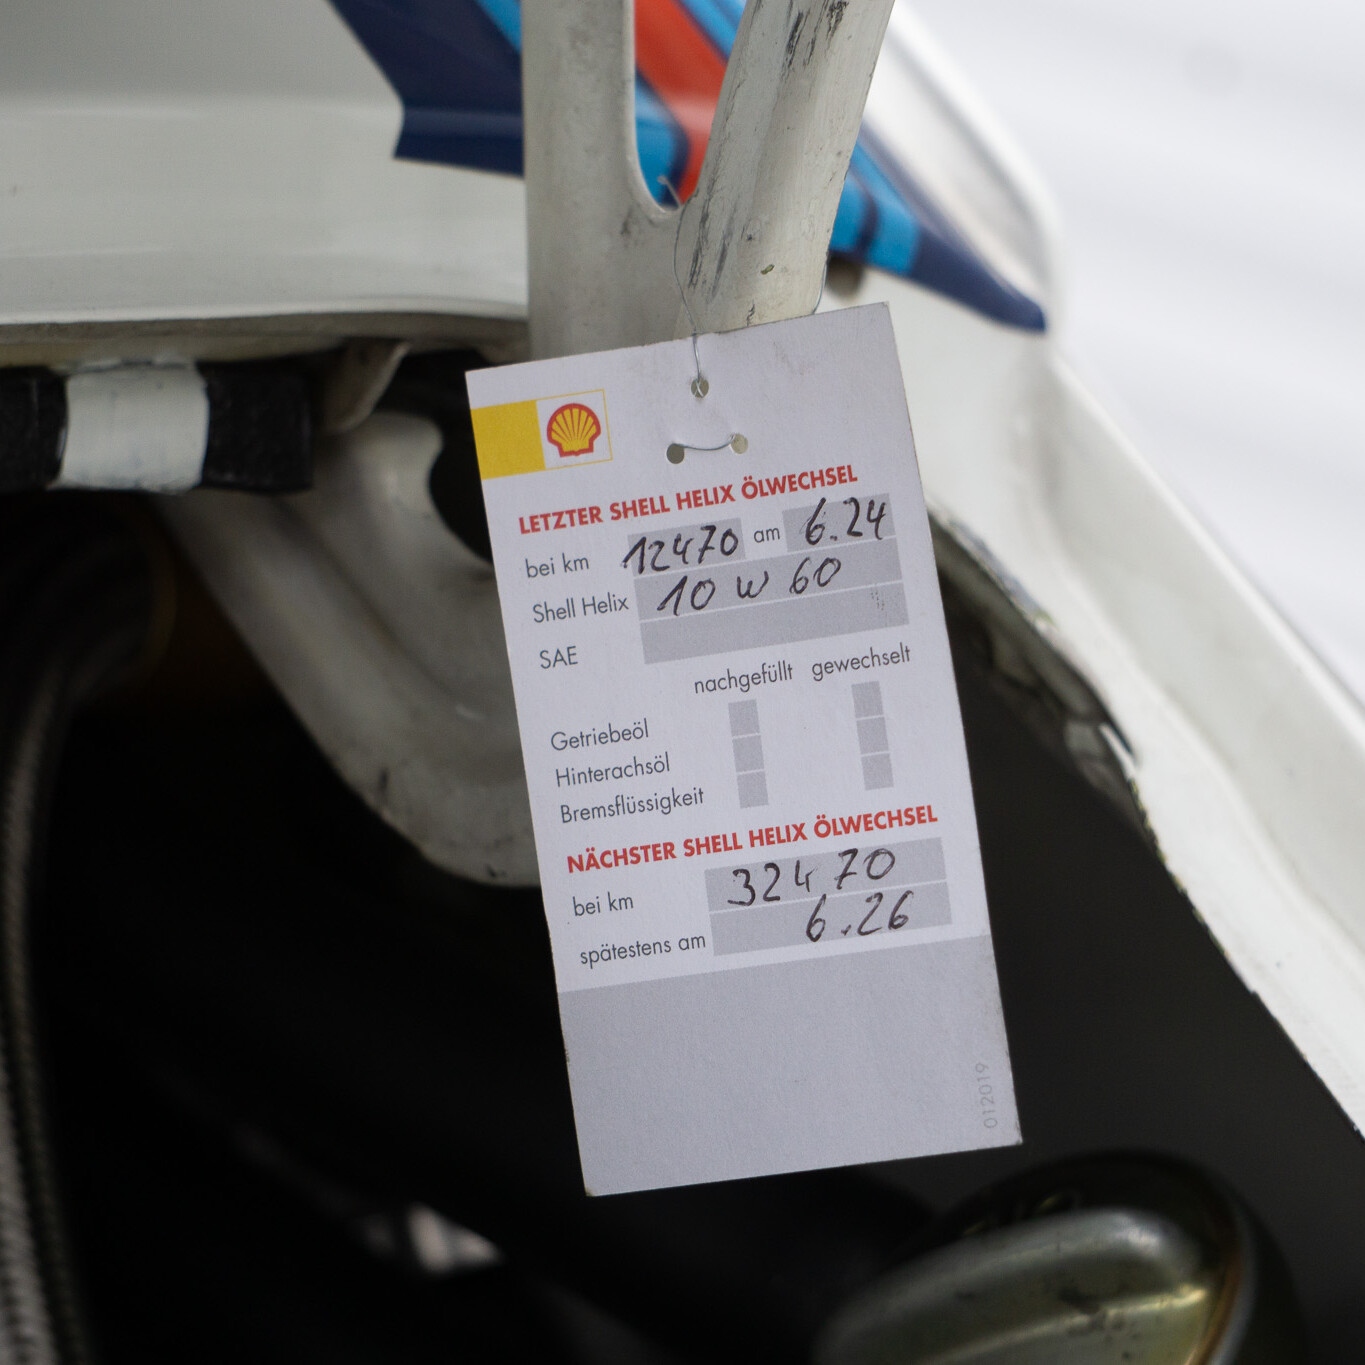 LETZTER SHELL HELIX ÖLWECHSEL
bei km 12470 am 6.24
Shell Helix 10 W 60
SAE
nachgefüllt gewechselt
Getriebeöl
Hinterachsöl
Bremsflüssigkeit
NÄCHSTER SHELL HELIX ÖLWECHSEL
bei km 32470
spätestens am 6.26
012019